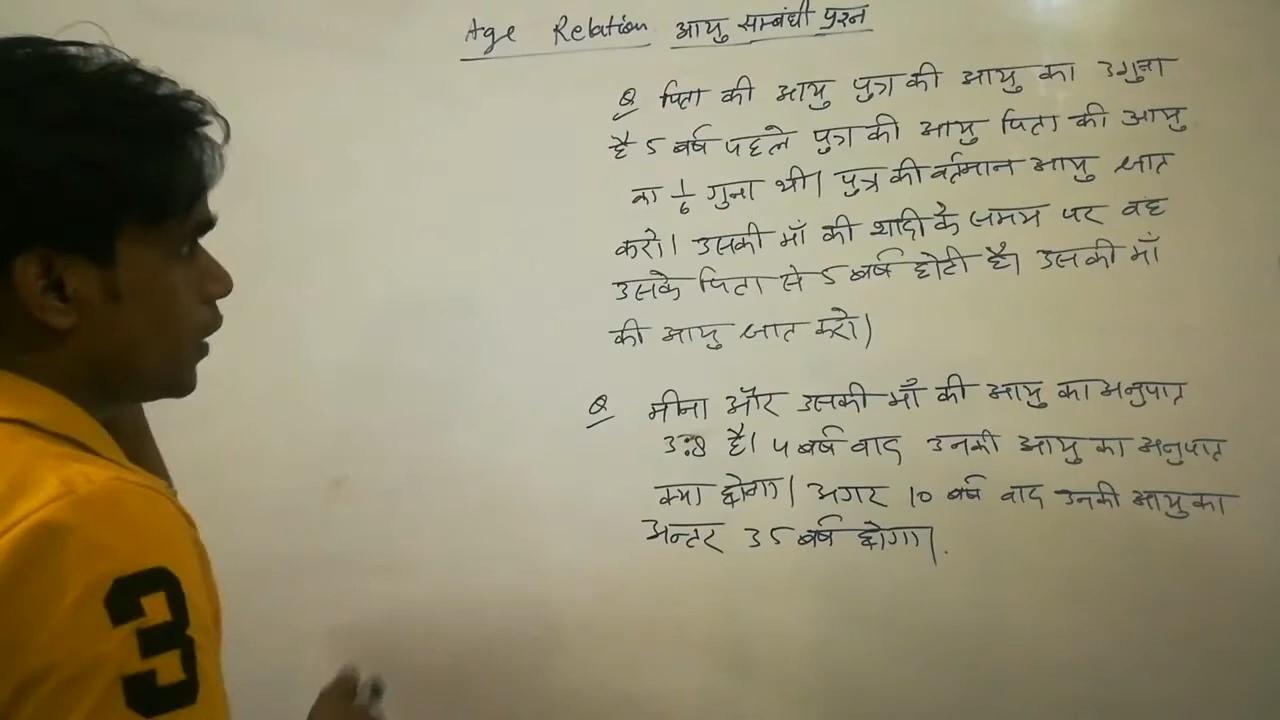 Age Relation आयु सम्बंधी प्रश्न
Q पिता की आयु पुत्र की आयु का 3 गुना
है 5 वर्ष पहले पुत्र की आयु पिता की आयु
का 1/6 गुना थी। पुत्र की वर्तमान आयु ज्ञात
करो। उसकी माँ की शादी के समय पर वह
उसके पिता से 5 वर्ष छोटी है। उसकी माँ
की आयु ज्ञात करो।
Q मीना और उसकी माँ की आयु का अनुपात
3:8 है। 4 वर्ष बाद उनकी आयु का अनुपात
क्या होगा। अगर 10 वर्ष बाद उनकी आयु का
अन्तर 35 वर्ष होगा।
3